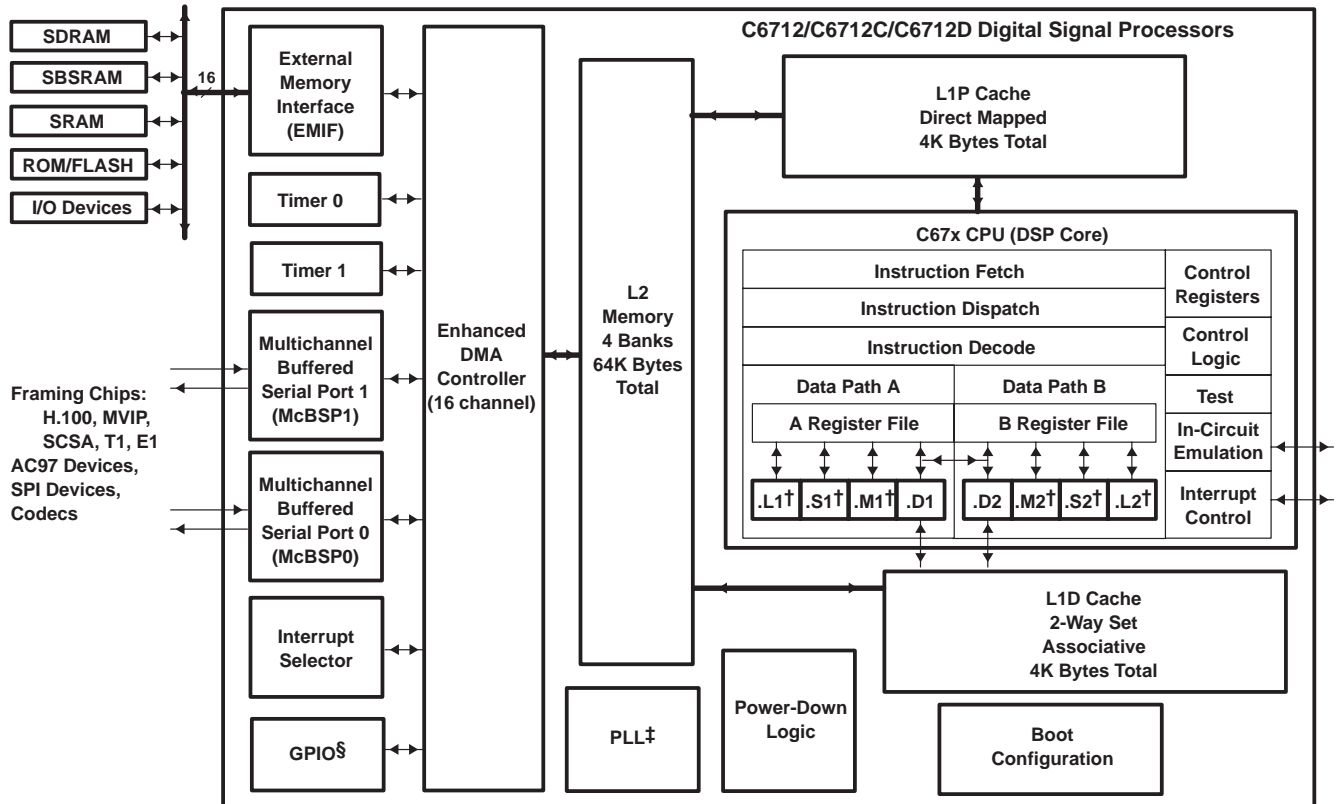 C6712/C6712C/C6712D Digital Signal Processors
SDRAM
SBSRAM
SRAM
ROM/FLASH
I/O Devices
16
External
Memory
Interface
(EMIF)
Timer 0
Timer 1
Multichannel
Buffered
Serial Port 1
(McBSP1)
Framing Chips:
H.100, MVIP,
SCSA, T1, E1
AC97 Devices,
SPI Devices,
Codecs
Multichannel
Buffered
Serial Port 0
(McBSP0)
Interrupt
Selector
GPIO§
Enhanced
DMA
Controller
(16 channel)
L2
Memory
4 Banks
64K Bytes
Total
L1P Cache
Direct Mapped
4K Bytes Total
C67x CPU (DSP Core)
Instruction Fetch
Instruction Dispatch
Instruction Decode
Data Path A
Data Path B
A Register File
B Register File
.L1†
.S1†
.M1†
.D1
.D2
.M2†
.S2†
.L2†
Control
Registers
Control
Logic
Test
In-Circuit
Emulation
Interrupt
Control
L1D Cache
2-Way Set
Associative
4K Bytes Total
PLL‡
Power-Down
Logic
Boot
Configuration